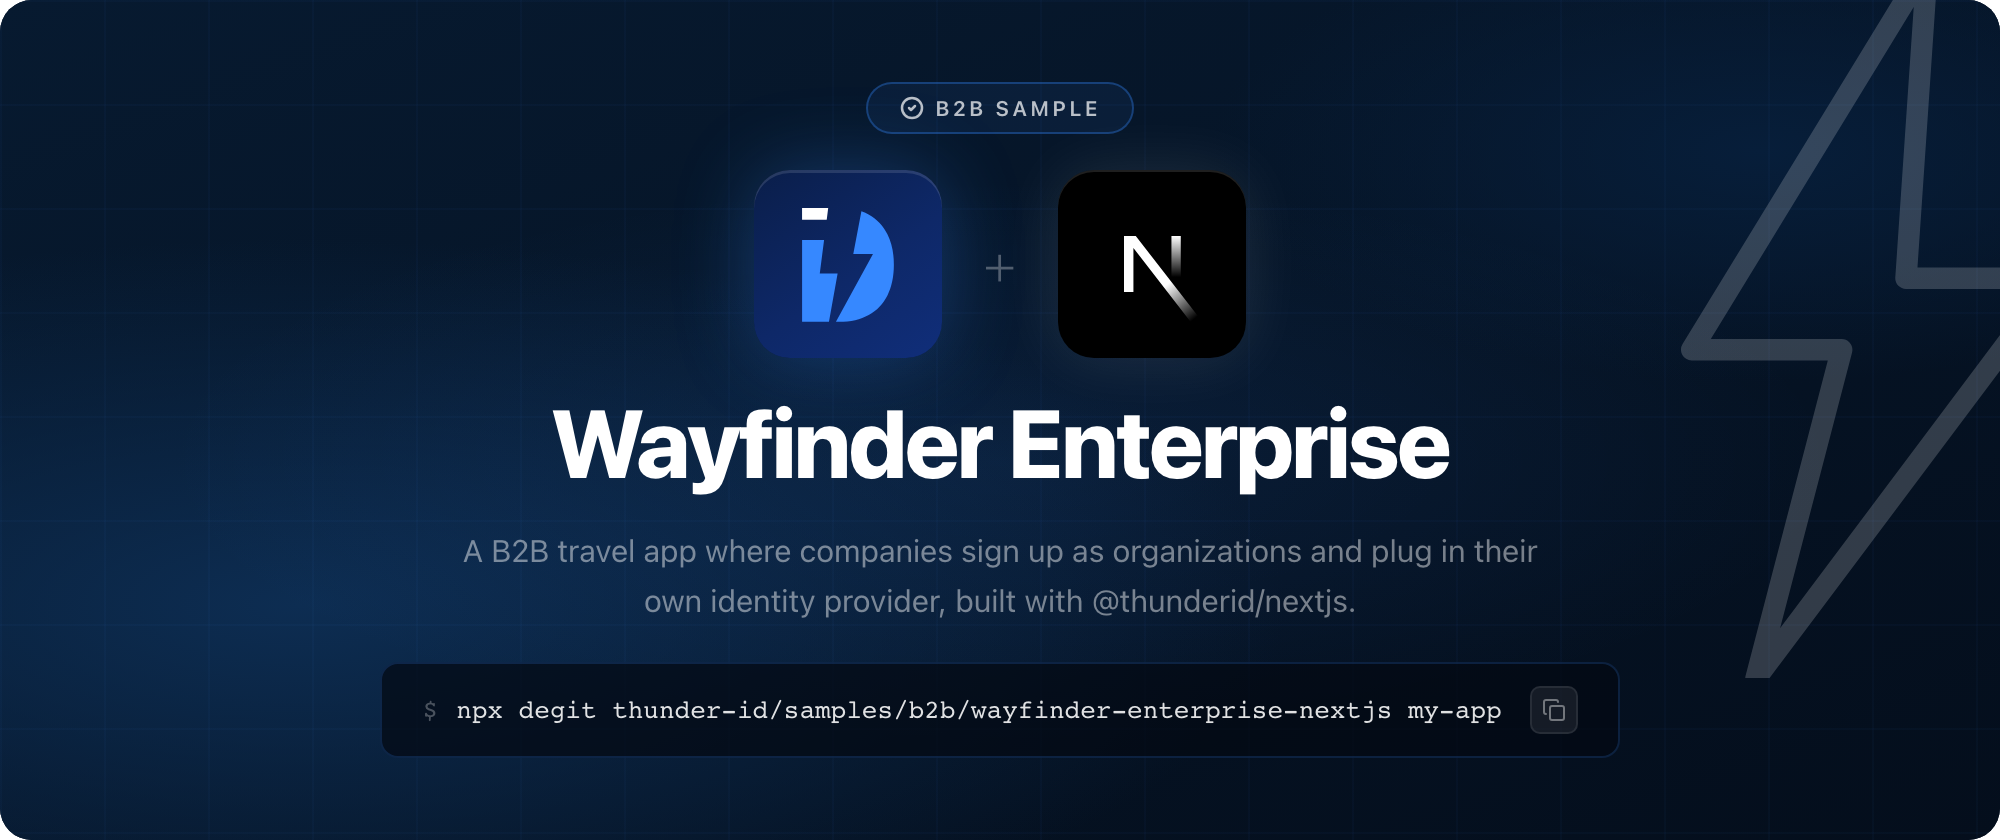 B2B SAMPLE
Wayfinder Enterprise
A B2B travel app where companies sign up as organizations and plug in their
own identity provider, built with @thunderid/nextjs.
$ npx degit thunder-id/samples/b2b/wayfinder-enterprise-nextjs my-app